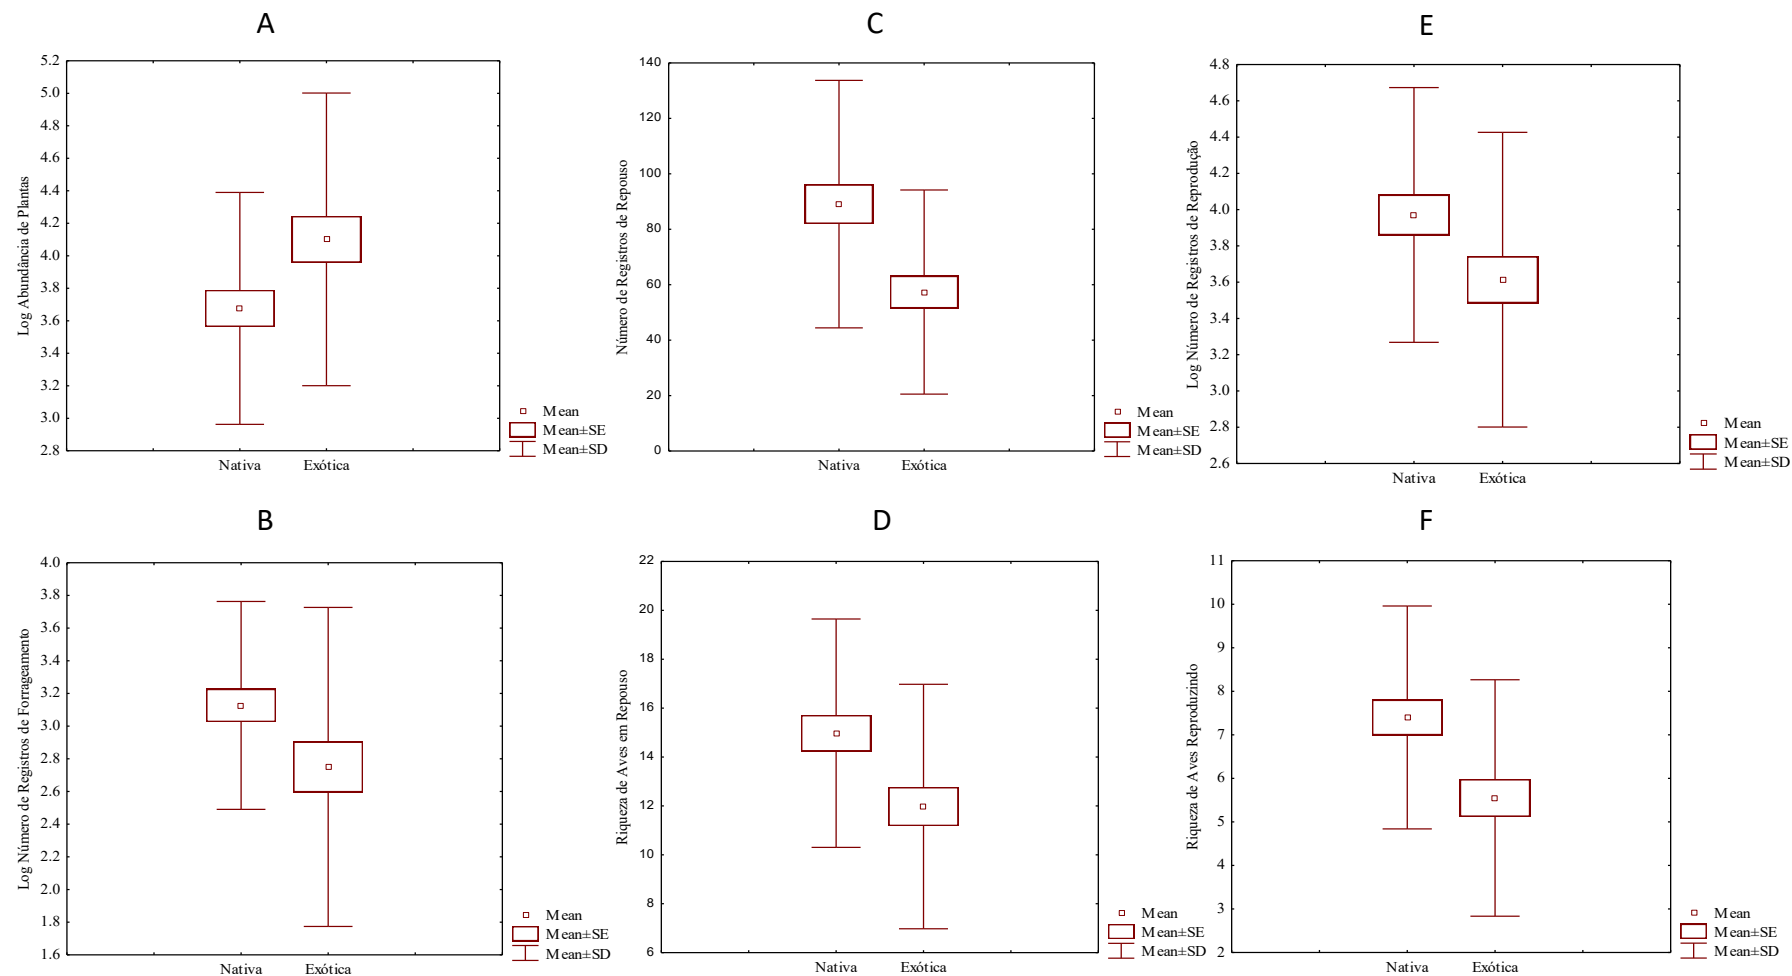 A
5.2
5.0
4.8
4.6
4.4
4.2
4.0
3.8
3.6
3.4
3.2
3.0
2.8
Log Abundância de Plantas
Nativa Exótica
Mean
Mean±SE
Mean±SD
C
140
120
100
80
60
40
20
0
Número de Registros de Repouso
Nativa Exótica
Mean
Mean±SE
Mean±SD
E
4.8
4.6
4.4
4.2
4.0
3.8
3.6
3.4
3.2
3.0
2.8
2.6
Log Número de Registros de Reprodução
Nativa Exótica
Mean
Mean±SE
Mean±SD
B
4.0
3.8
3.6
3.4
3.2
3.0
2.8
2.6
2.4
2.2
2.0
1.8
1.6
Log Número de Registros de Forrageamento
Nativa Exótica
Mean
Mean±SE
Mean±SD
D
22
20
18
16
14
12
10
8
6
Riqueza de Aves em Repouso
Nativa Exótica
Mean
Mean±SE
Mean±SD
F
11
10
9
8
7
6
5
4
3
2
Riqueza de Aves Reproduzindo
Nativa Exótica
Mean
Mean±SE
Mean±SD